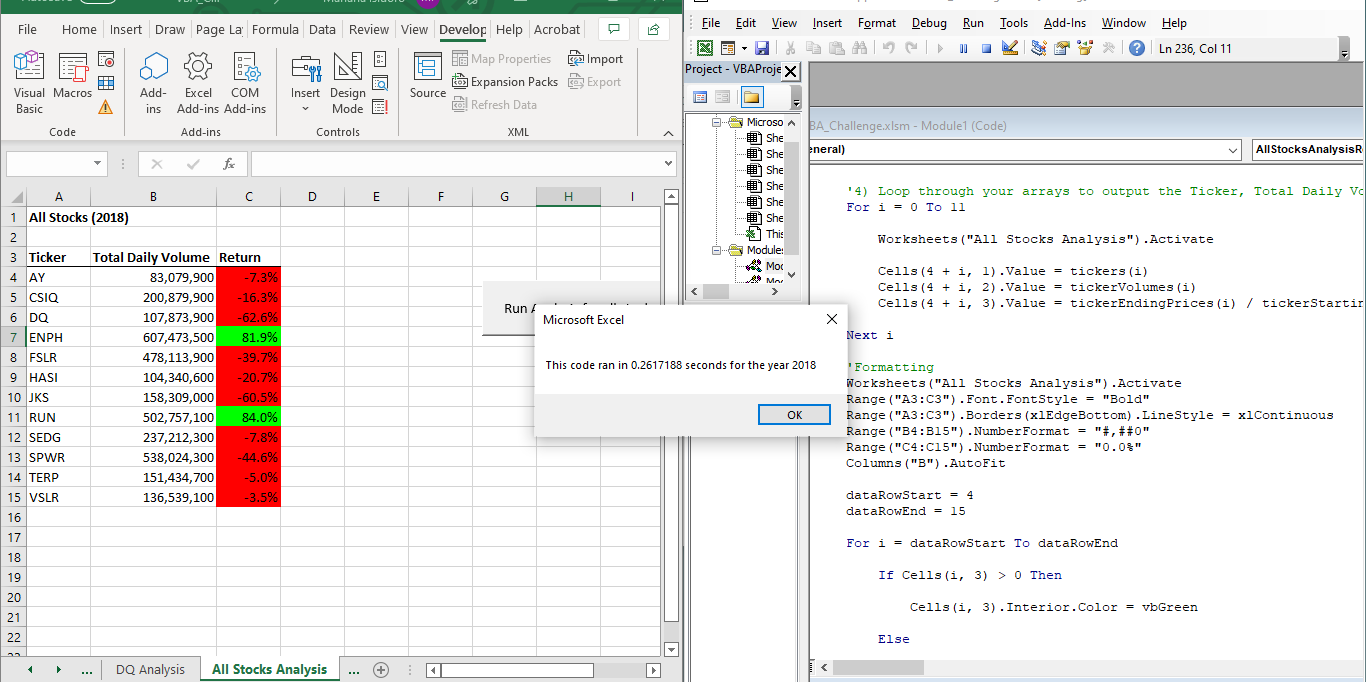 File Home Insert Draw Page La Formula Data Review View Develop Help Acrobat
Visual Basic
Macros
Code
Add-ins
Excel Add-ins
COM Add-ins
Add-ins
Insert
Design Mode
Controls
Source
Map Properties
Expansion Packs
Refresh Data
Import
Export
XML
fx
A B C D E F G H I
1 All Stocks (2018)
2
3 Ticker Total Daily Volume Return
4 AY 83,079,900 -7.3%
5 CSIQ 200,879,900 -16.3%
6 DQ 107,873,900 -62.6%
7 ENPH 607,473,500 81.9%
8 FSLR 478,113,900 -39.7%
9 HASI 104,340,600 -20.7%
10 JKS 158,309,000 -60.5%
11 RUN 502,757,100 84.0%
12 SEDG 237,212,300 -7.8%
13 SPWR 538,024,300 -44.6%
14 TERP 151,434,700 -5.0%
15 VSLR 136,539,100 -3.5%
16
17
18
19
20
21
22
Run
... DQ Analysis All Stocks Analysis ...
Microsoft Excel
This code ran in 0.2617188 seconds for the year 2018
OK
File Edit View Insert Format Debug Run Tools Add-Ins Window Help
Ln 236, Col 11
Project - VBAProje
Microso
She
She
She
She
She
She
This
Module
Mod
BA_Challenge.xlsm - Module1 (Code)
eneral)
AllStocksAnalysisR
'4) Loop through your arrays to output the Ticker, Total Daily Vo
For i = 0 To 11
Worksheets("All Stocks Analysis").Activate
Cells(4 + i, 1).Value = tickers(i)
Cells(4 + i, 2).Value = tickerVolumes(i)
Cells(4 + i, 3).Value = tickerEndingPrices(i) / tickerStartin
Next i
'Formatting
Worksheets("All Stocks Analysis").Activate
Range("A3:C3").Font.FontStyle = "Bold"
Range("A3:C3").Borders(xlEdgeBottom).LineStyle = xlContinuous
Range("B4:B15").NumberFormat = "#,##0"
Range("C4:C15").NumberFormat = "0.0%"
Columns("B").AutoFit
dataRowStart = 4
dataRowEnd = 15
For i = dataRowStart To dataRowEnd
If Cells(i, 3) > 0 Then
Cells(i, 3).Interior.Color = vbGreen
Else